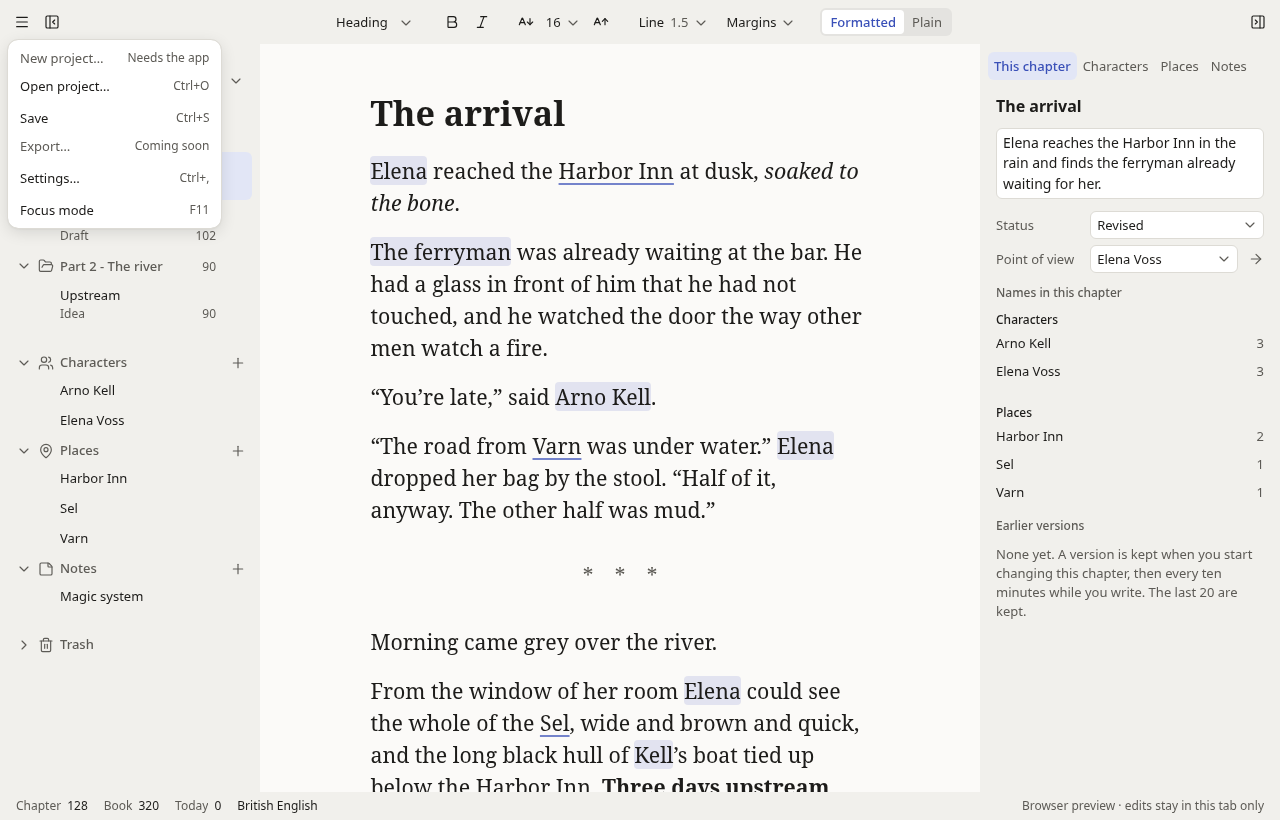 Heading
16
Line 1.5
Margins
Formatted
Plain
New project... Needs the app
Open project... Ctrl+O
Save Ctrl+S
Export... Coming soon
Settings... Ctrl+,
Focus mode F11
Draft 102
Part 2 - The river 90
Upstream
Idea 90
Characters
Arno Kell
Elena Voss
Places
Harbor Inn
Sel
Varn
Notes
Magic system
Trash
The arrival
Elena reached the Harbor Inn at dusk, soaked to
the bone.
The ferryman was already waiting at the bar. He
had a glass in front of him that he had not
touched, and he watched the door the way other
men watch a fire.
“You’re late,” said Arno Kell.
“The road from Varn was under water.” Elena
dropped her bag by the stool. “Half of it,
anyway. The other half was mud.”
* * *
Morning came grey over the river.
From the window of her room Elena could see
the whole of the Sel, wide and brown and quick,
and the long black hull of Kell’s boat tied up
below the Harbor Inn. Three days upstream
This chapter Characters Places Notes
The arrival
Elena reaches the Harbor Inn in the
rain and finds the ferryman already
waiting for her.
Status Revised
Point of view Elena Voss
Names in this chapter
Characters
Arno Kell 3
Elena Voss 3
Places
Harbor Inn 2
Sel 1
Varn 1
Earlier versions
None yet. A version is kept when you start
changing this chapter, then every ten
minutes while you write. The last 20 are
kept.
Chapter 128 Book 320 Today 0 British English
Browser preview · edits stay in this tab only